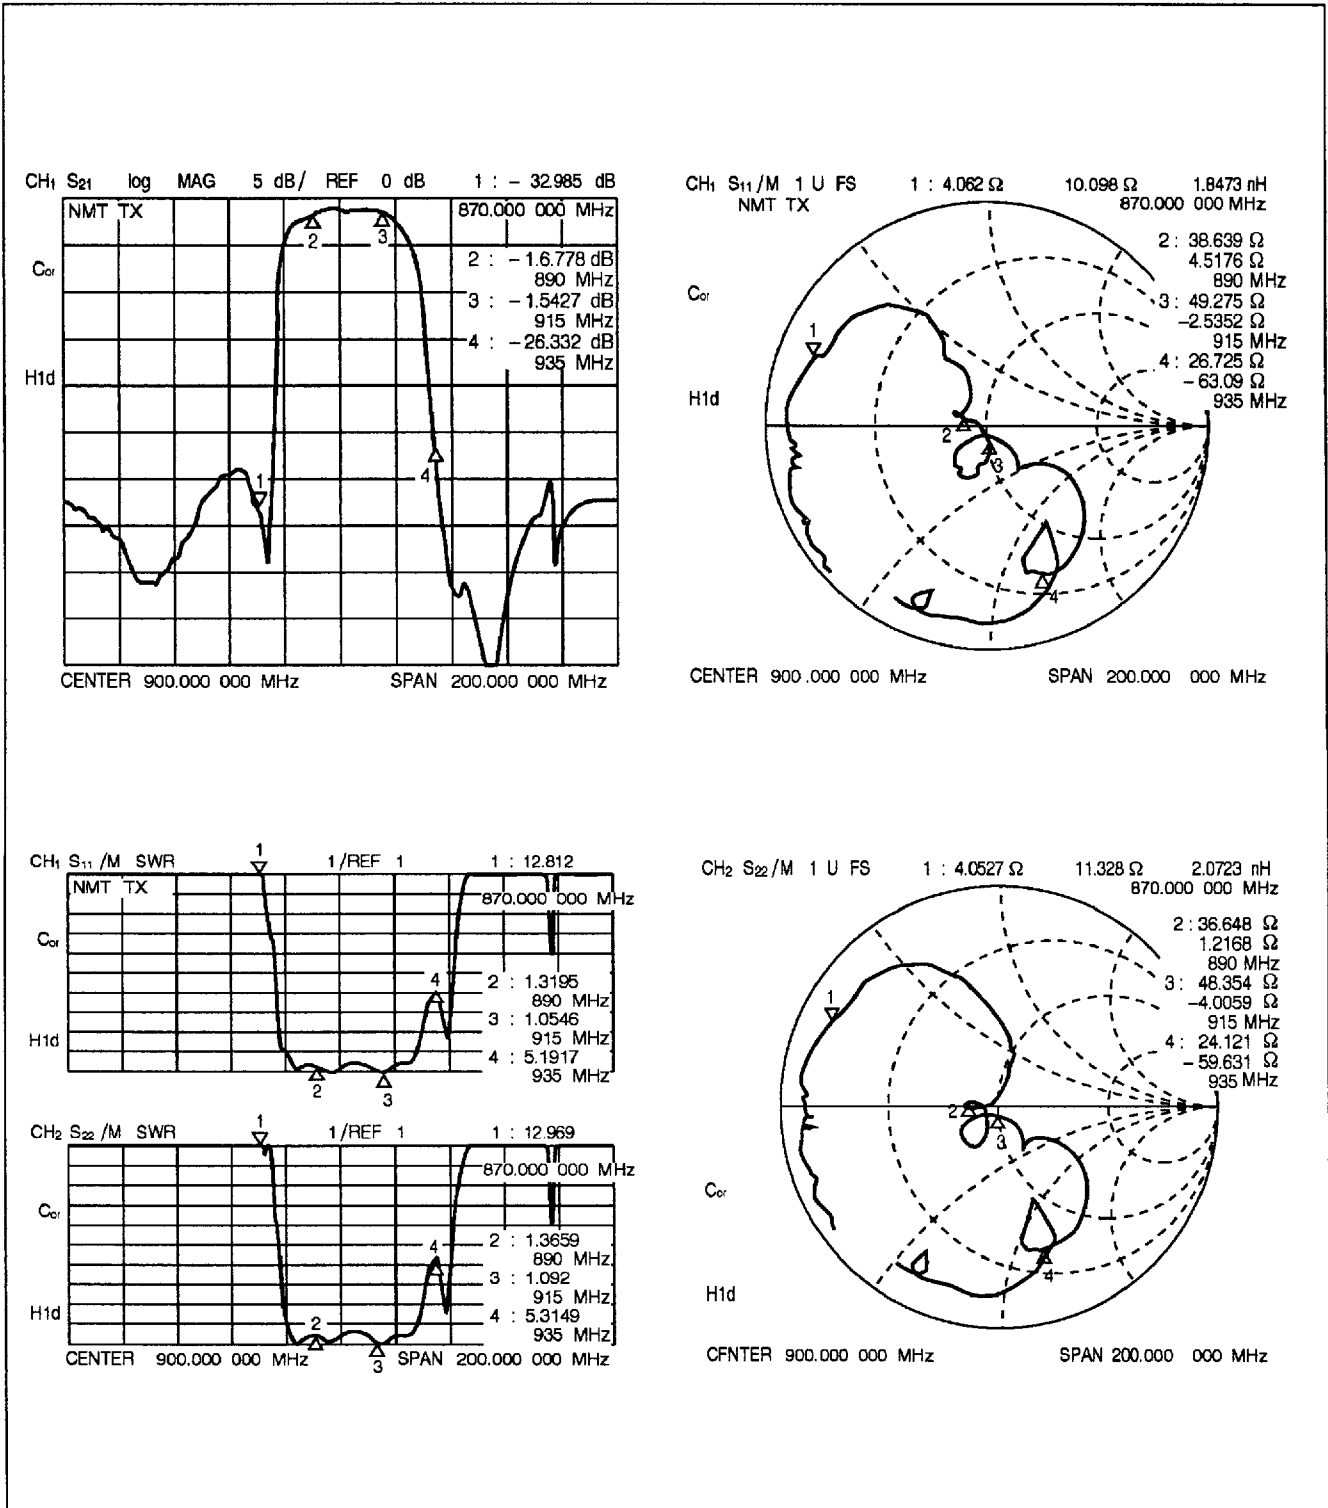 CH1 S21 log MAG 5 dB/ REF 0 dB 1 : - 32.985 dB
NMT TX 870.000 000 MHz
Cor
H1d
2 : -1.6.778 dB
890 MHz
3 : -1.5427 dB
915 MHz
4 : -26.332 dB
935 MHz
1
2
3
4
CENTER 900.000 000 MHz SPAN 200.000 000 MHz
CH1 S11 /M 1 U FS 1 : 4.062 Ω 10.098 Ω 1.8473 nH
NMT TX 870.000 000 MHz
Cor
H1d
2 : 38.639 Ω
4.5176 Ω
890 MHz
3 : 49.275 Ω
-2.5352 Ω
915 MHz
4 : 26.725 Ω
- 63.09 Ω
935 MHz
1
2
3
4
CENTER 900.000 000 MHz SPAN 200.000 000 MHz
1
CH1 S11 /M SWR 1 /REF 1 1 : 12.812
NMT TX 870.000 000 MHz
Cor
H1d
2 : 1.3195
890 MHz
3 : 1.0546
915 MHz
4 : 5.1917
935 MHz
4
2
3
1
CH2 S22 /M SWR 1 /REF 1 1 : 12.969
870.000 000 MHz
Cor
H1d
2 : 1.3659
890 MHz
3 : 1.092
915 MHz
4 : 5.3149
935 MHz
4
2
3
CENTER 900.000 000 MHz SPAN 200.000 000 MHz
CH2 S22 /M 1 U FS 1 : 4.0527 Ω 11.328 Ω 2.0723 nH
870.000 000 MHz
2 : 36.648 Ω
1.2168 Ω
890 MHz
3 : 48.354 Ω
-4.0059 Ω
915 MHz
4 : 24.121 Ω
- 59.631 Ω
935 MHz
1
2
3
4
Cor
H1d
CFNTER 900.000 000 MHz SPAN 200.000 000 MHz